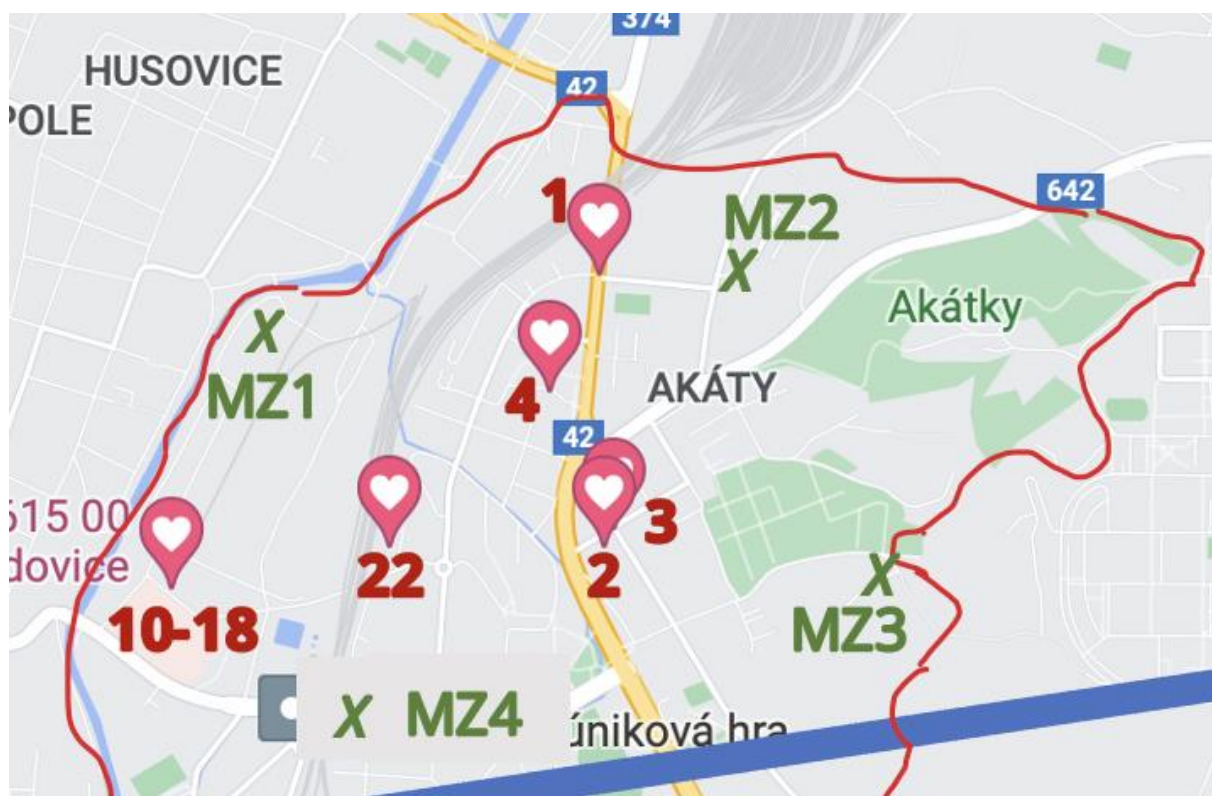 374
HUSOVICE
42
POLE
642
1
MZ2
X
Akátky
X
MZ1
4
AKÁTY
42
615 00
dovice
3
22
2
X
10-18
MZ3
X MZ4
úniková hra